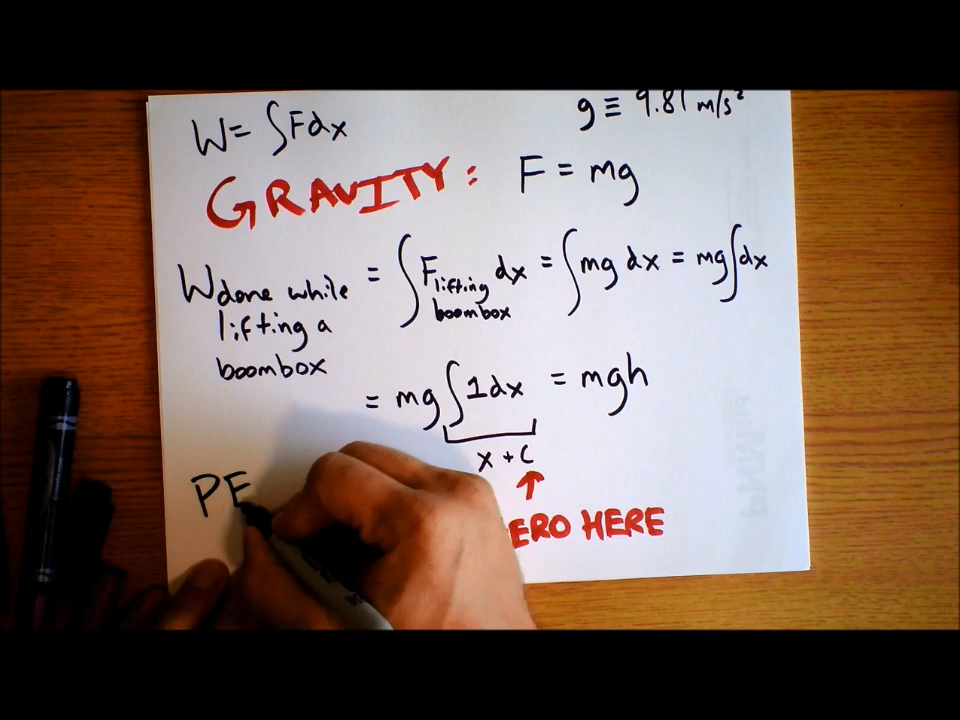 W = ∫Fdx
g ≡ 9.81 m/s²
GRAVITY: F = mg
W done while lifting a boombox = ∫F lifting boombox dx = ∫mg dx = mg∫dx
= mg∫1dx = mgh
x + C
PE
ERO HERE